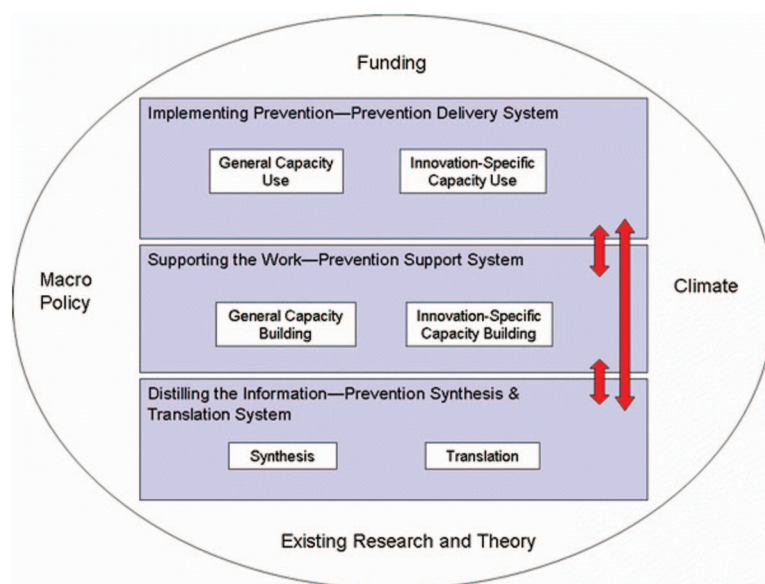 Funding
Implementing Prevention—Prevention Delivery System
General Capacity
Use
Innovation-Specific
Capacity Use
Macro
Policy
Supporting the Work—Prevention Support System
General Capacity
Building
Innovation-Specific
Capacity Building
Climate
Distilling the Information—Prevention Synthesis &
Translation System
Synthesis
Translation
Existing Research and Theory